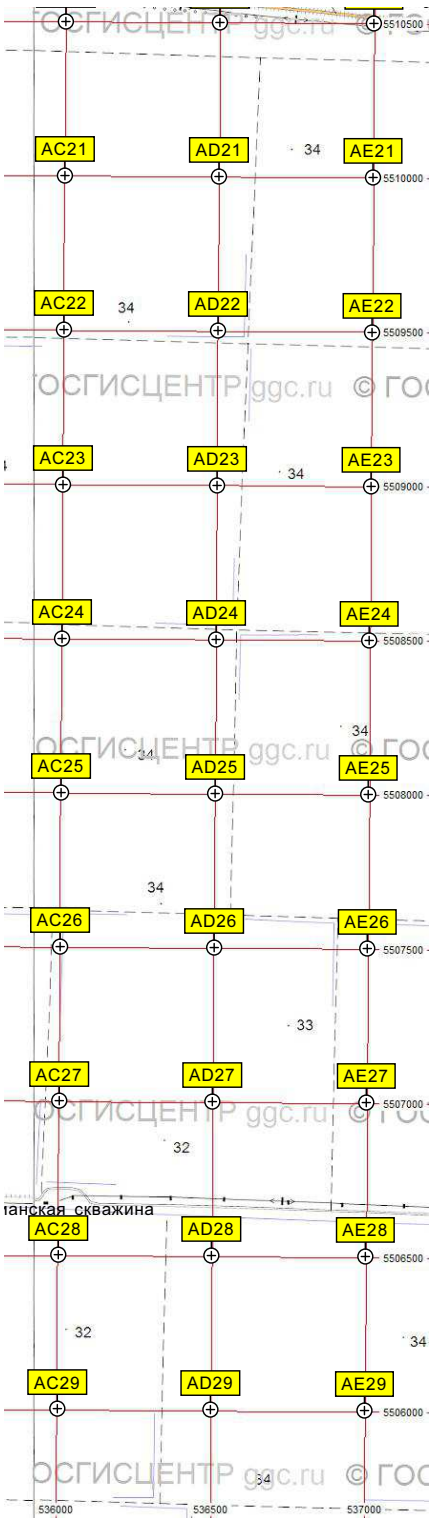 ОСГИСЦЕНТР ggc.ru © ГОС
5510500
34
AC21 AD21 AE21
5510000
34
AC22 AD22 AE22
5509500
ОСГИСЦЕНТР ggc.ru © ГОС
AC23 AD23 AE23
34
5509000
AC24 AD24 AE24
5508500
34
ОСГИСЦЕНТР ggc.ru © ГОС
34
AC25 AD25 AE25
5508000
34
AC26 AD26 AE26
5507500
33
AC27 AD27 AE27
5507000
ОСГИСЦЕНТР ggc.ru © ГОС
32
манская скважина
AC28 AD28 AE28
5506500
32
34
AC29 AD29 AE29
5506000
ОСГИСЦЕНТР ggc.ru © ГОС
34
536000 536500 537000